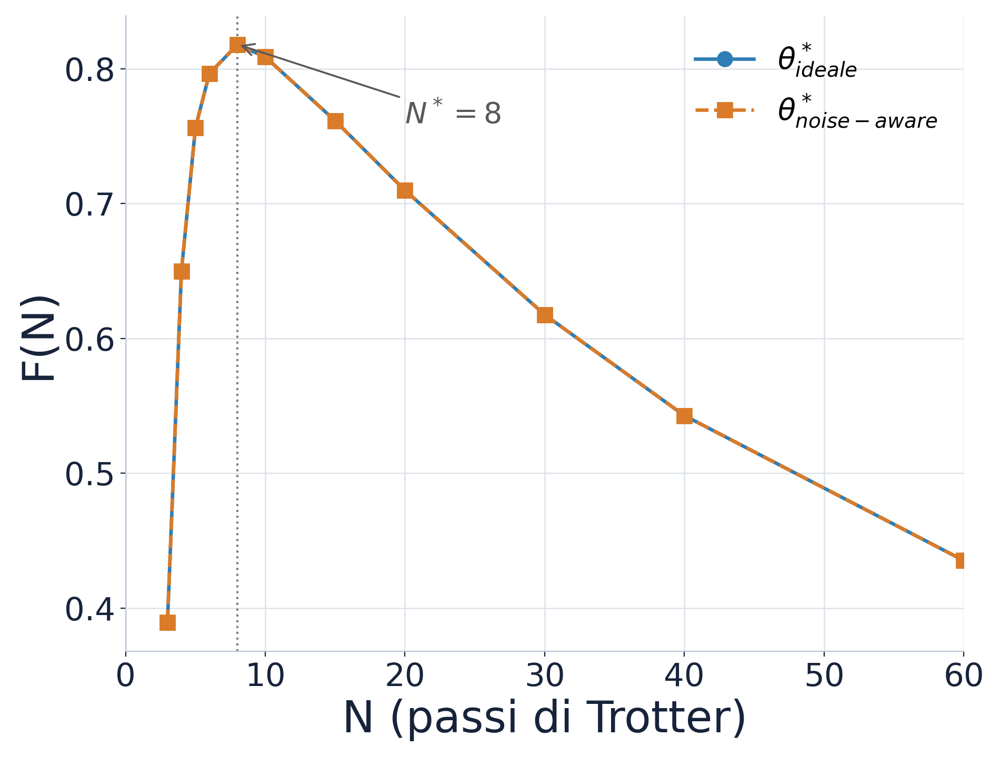 θ*ideale
θ*noise−aware
N* = 8
F(N)
0.8
0.7
0.6
0.5
0.4
0 10 20 30 40 50 60
N (passi di Trotter)